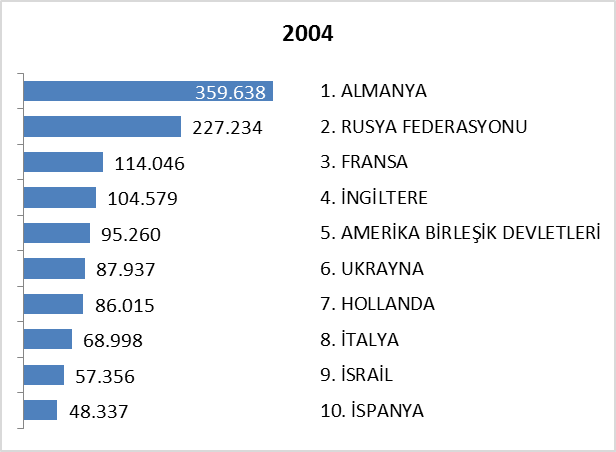 2004
359.638 1. ALMANYA
227.234 2. RUSYA FEDERASYONU
114.046 3. FRANSA
104.579 4. İNGİLTERE
95.260 5. AMERİKA BİRLEŞİK DEVLETLERİ
87.937 6. UKRAYNA
86.015 7. HOLLANDA
68.998 8. İTALYA
57.356 9. İSRAİL
48.337 10. İSPANYA